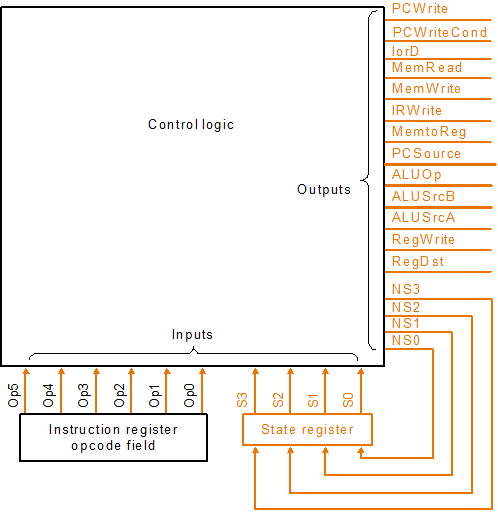 PCWrite
PCWriteCond
IorD
MemRead
MemWrite
IRWrite
MemtoReg
PCSource
ALUOp
ALUSrcB
ALUSrcA
RegWrite
RegDst
NS3
NS2
NS1
NS0
Control logic
Outputs
Inputs
Op5
Op4
Op3
Op2
Op1
Op0
S3
S2
S1
S0
Instruction register
opcode field
State register